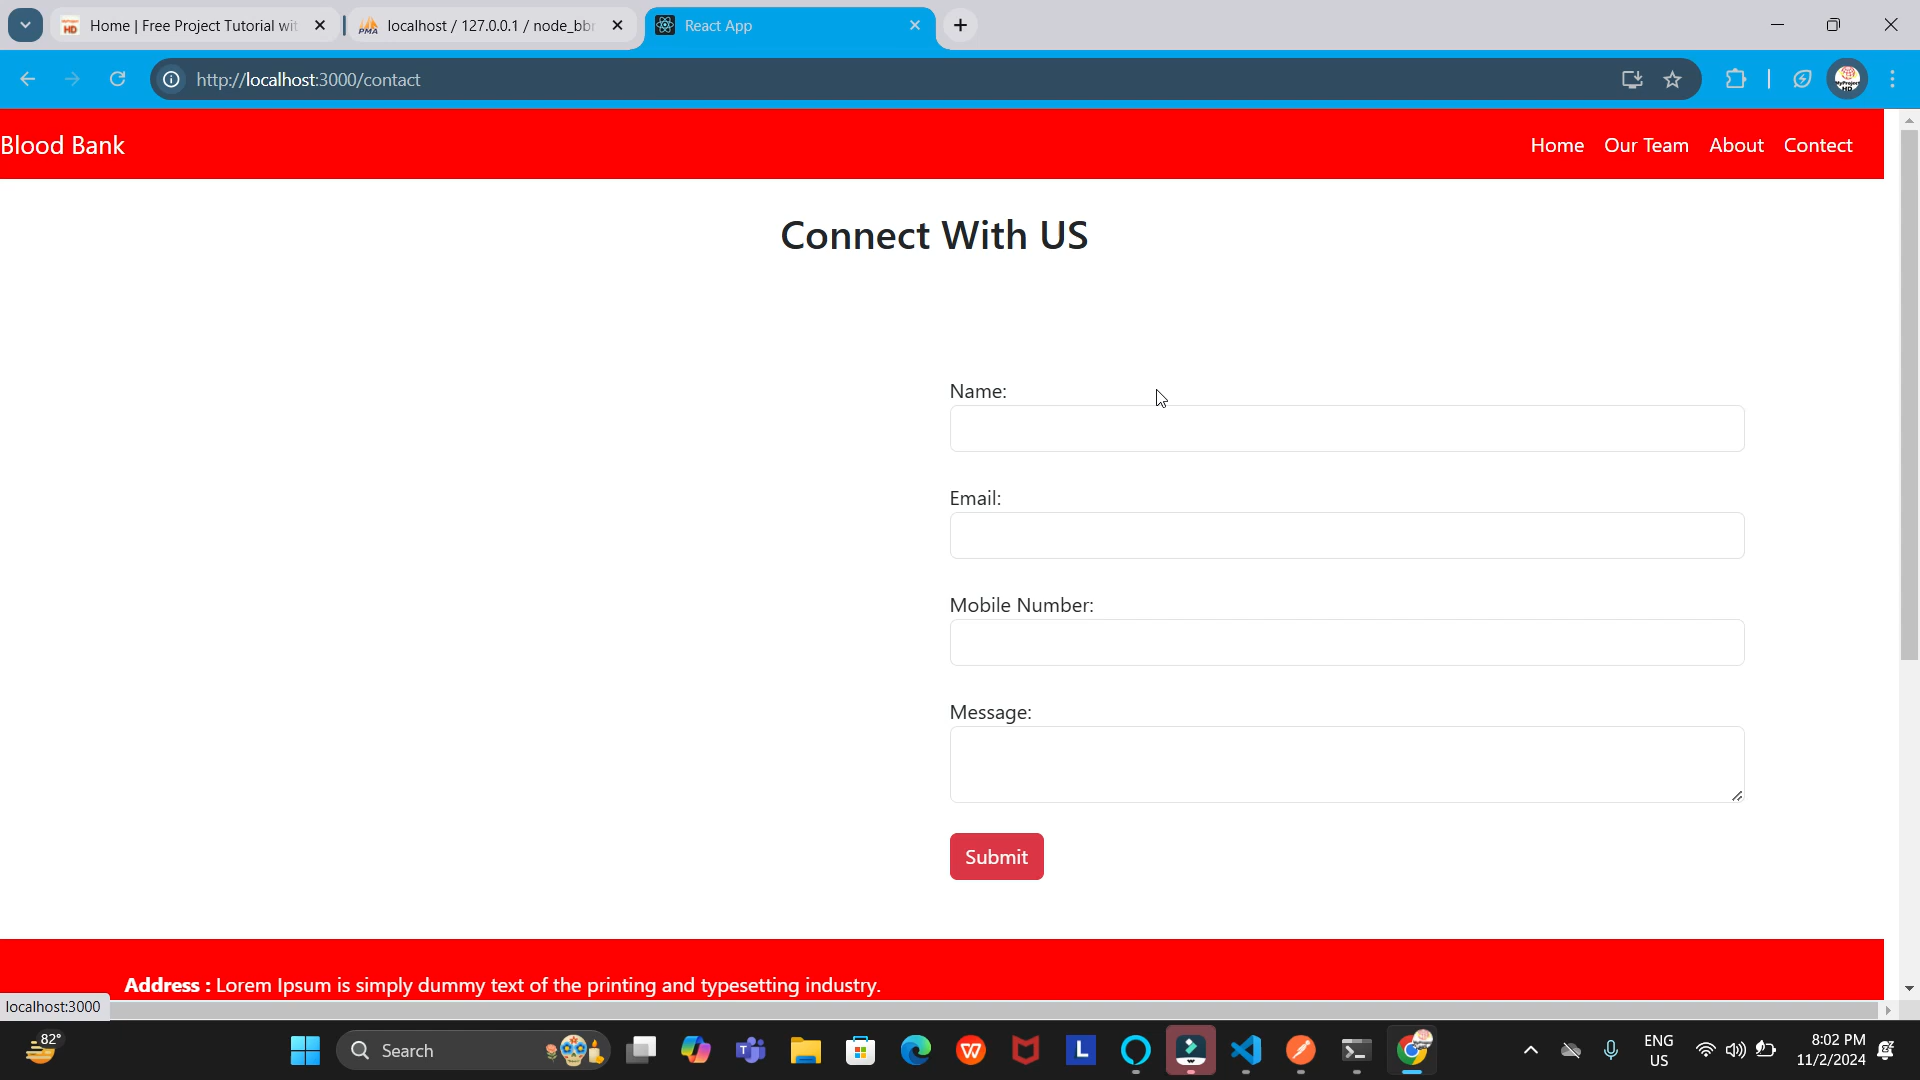 Home | Free Project Tutorial wit
localhost / 127.0.0.1 / node_bb
React App
http://localhost:3000/contact
Blood Bank
Home Our Team About Contect
Connect With US
Name:
Email:
Mobile Number:
Message:
Submit
Address : Lorem Ipsum is simply dummy text of the printing and typesetting industry.
localhost:3000
82°
Search
ENG
US
8:02 PM
11/2/2024